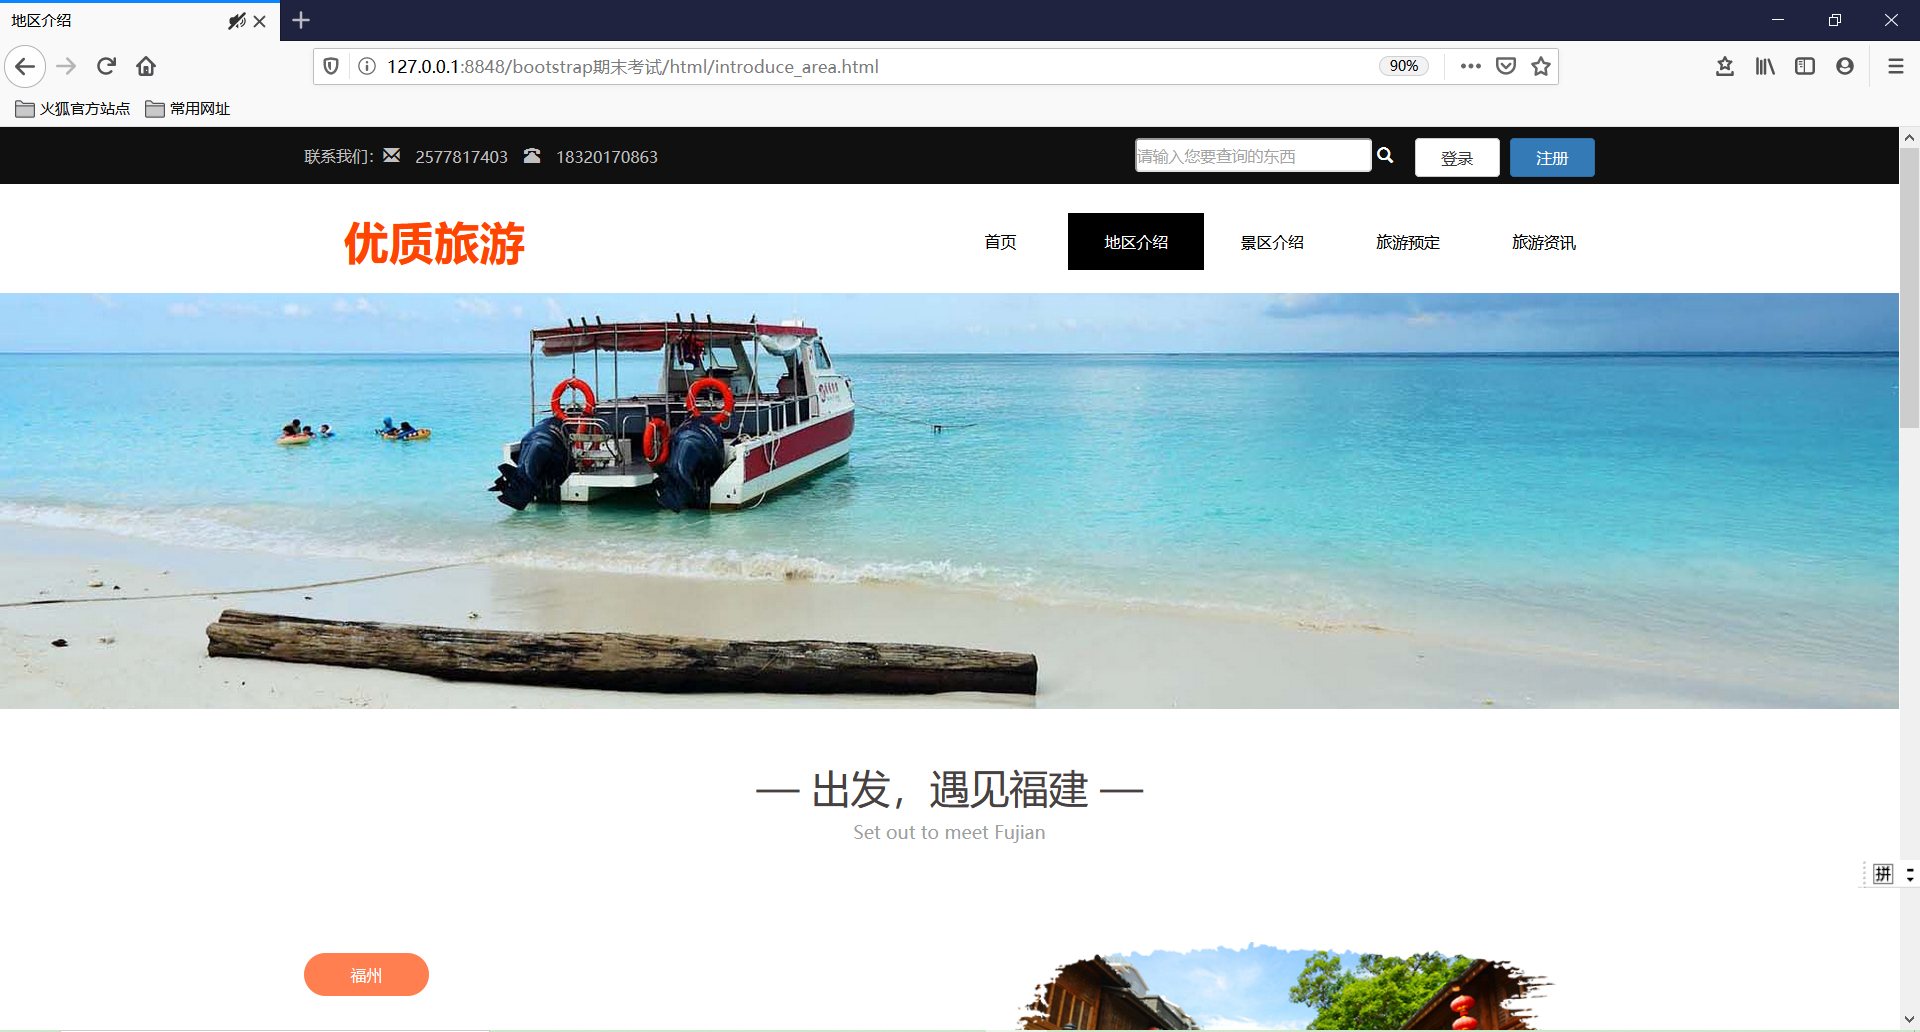 地区介绍
127.0.0.1:8848/bootstrap期末考试/html/introduce_area.html
90%
火狐官方站点
常用网址
联系我们: 2577817403 18320170863
请输入您要查询的东西
登录
注册
优质旅游
首页
地区介绍
景区介绍
旅游预定
旅游资讯
— 出发，遇见福建 —
Set out to meet Fujian
拼
福州